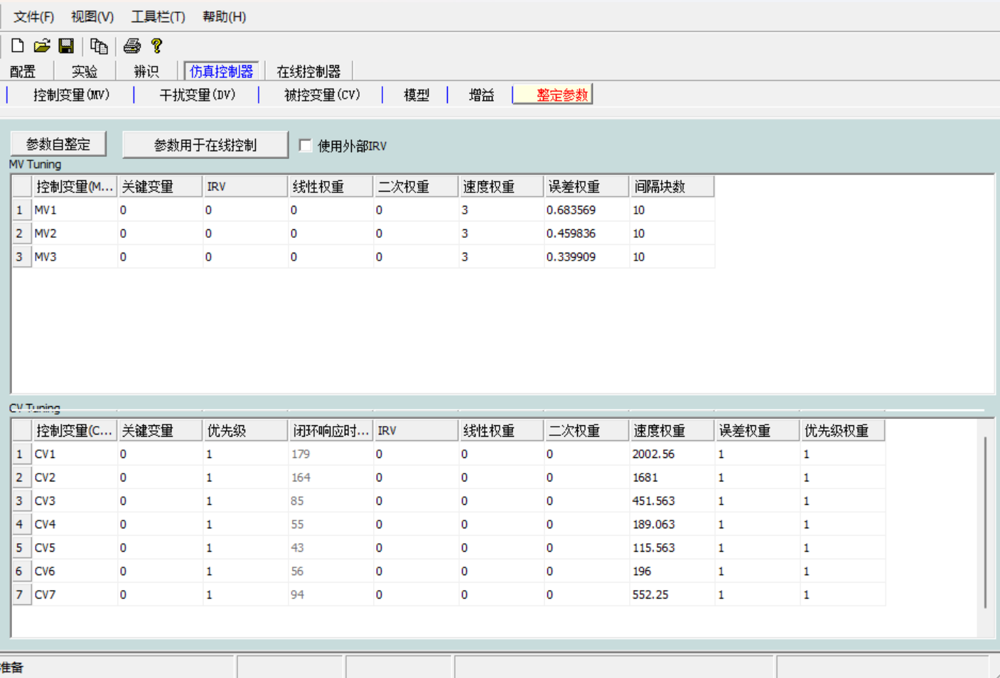 文件(F) 视图(V) 工具栏(T) 帮助(H)
配置 实验 辨识 仿真控制器 在线控制器
控制变量(MV) 干扰变量(DV) 被控变量(CV) 模型 增益 整定参数
参数自整定 参数用于在线控制 使用外部IRV
MV Tuning
控制变量(M... 关键变量 IRV 线性权重 二次权重 速度权重 误差权重 间隔块数
1 MV1 0 0 0 0 3 0.683569 10
2 MV2 0 0 0 0 3 0.459836 10
3 MV3 0 0 0 0 3 0.339909 10
CV Tuning
控制变量(C... 关键变量 优先级 闭环响应时... IRV 线性权重 二次权重 速度权重 误差权重 优先级权重
1 CV1 0 1 179 0 0 0 2002.56 1 1
2 CV2 0 1 164 0 0 0 1681 1 1
3 CV3 0 1 85 0 0 0 451.563 1 1
4 CV4 0 1 55 0 0 0 189.063 1 1
5 CV5 0 1 43 0 0 0 115.563 1 1
6 CV6 0 1 56 0 0 0 196 1 1
7 CV7 0 1 94 0 0 0 552.25 1 1
准备